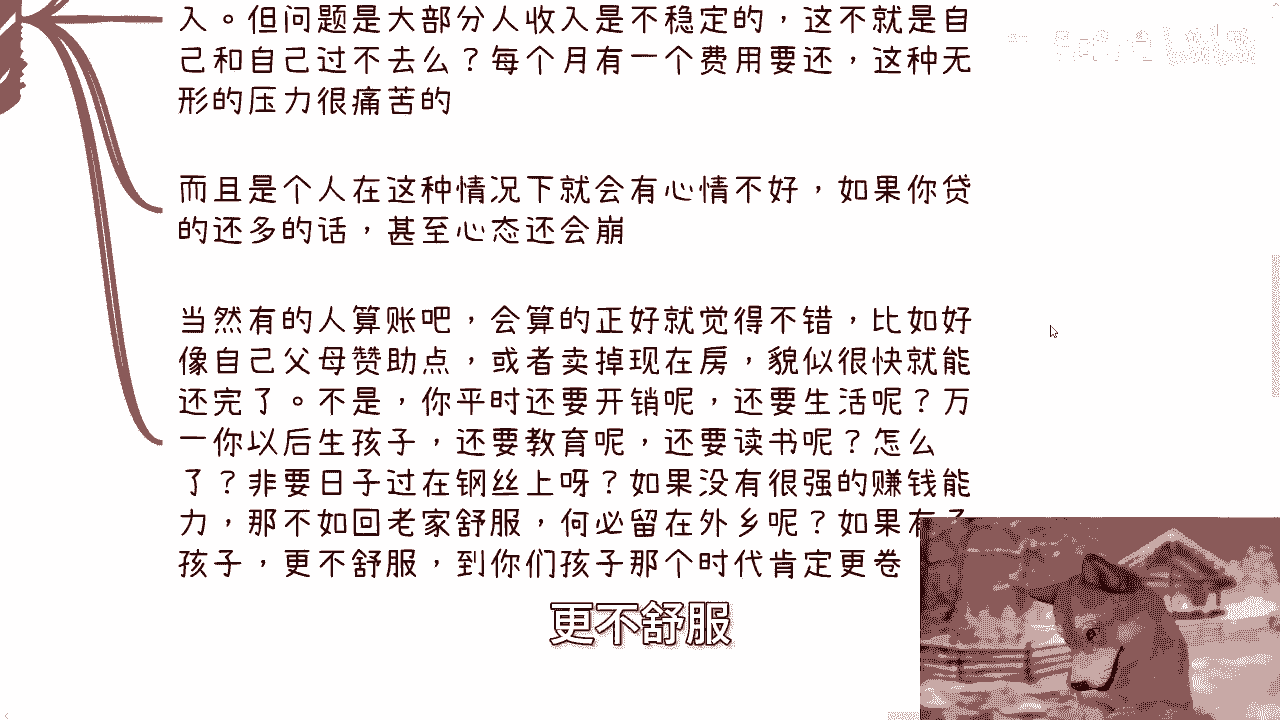 入。但问题是大部分人收入是不稳定的，这不就是自
己和自己过不去么？每个月有一个费用要还，这种无
形的压力很痛苦的
而且是个人在这种情况下就会有心情不好，如果你贷
的还多的话，甚至心态还会崩
当然有的人算账吧，会算的正好就觉得不错，比如好
像自己父母赞助点，或者卖掉现在房，貌似很快就能
还完了。不是，你平时还要开销呢，还要生活呢？万
一你以后生孩子，还要教育呢，还要读书呢？怎么
了？非要日子过在钢丝上呀？如果没有很强的赚钱能
力，那不如回老家舒服，何必留在外乡呢？如果有
孩子，更不舒服，到你们孩子那个时代肯定更卷
更不舒服